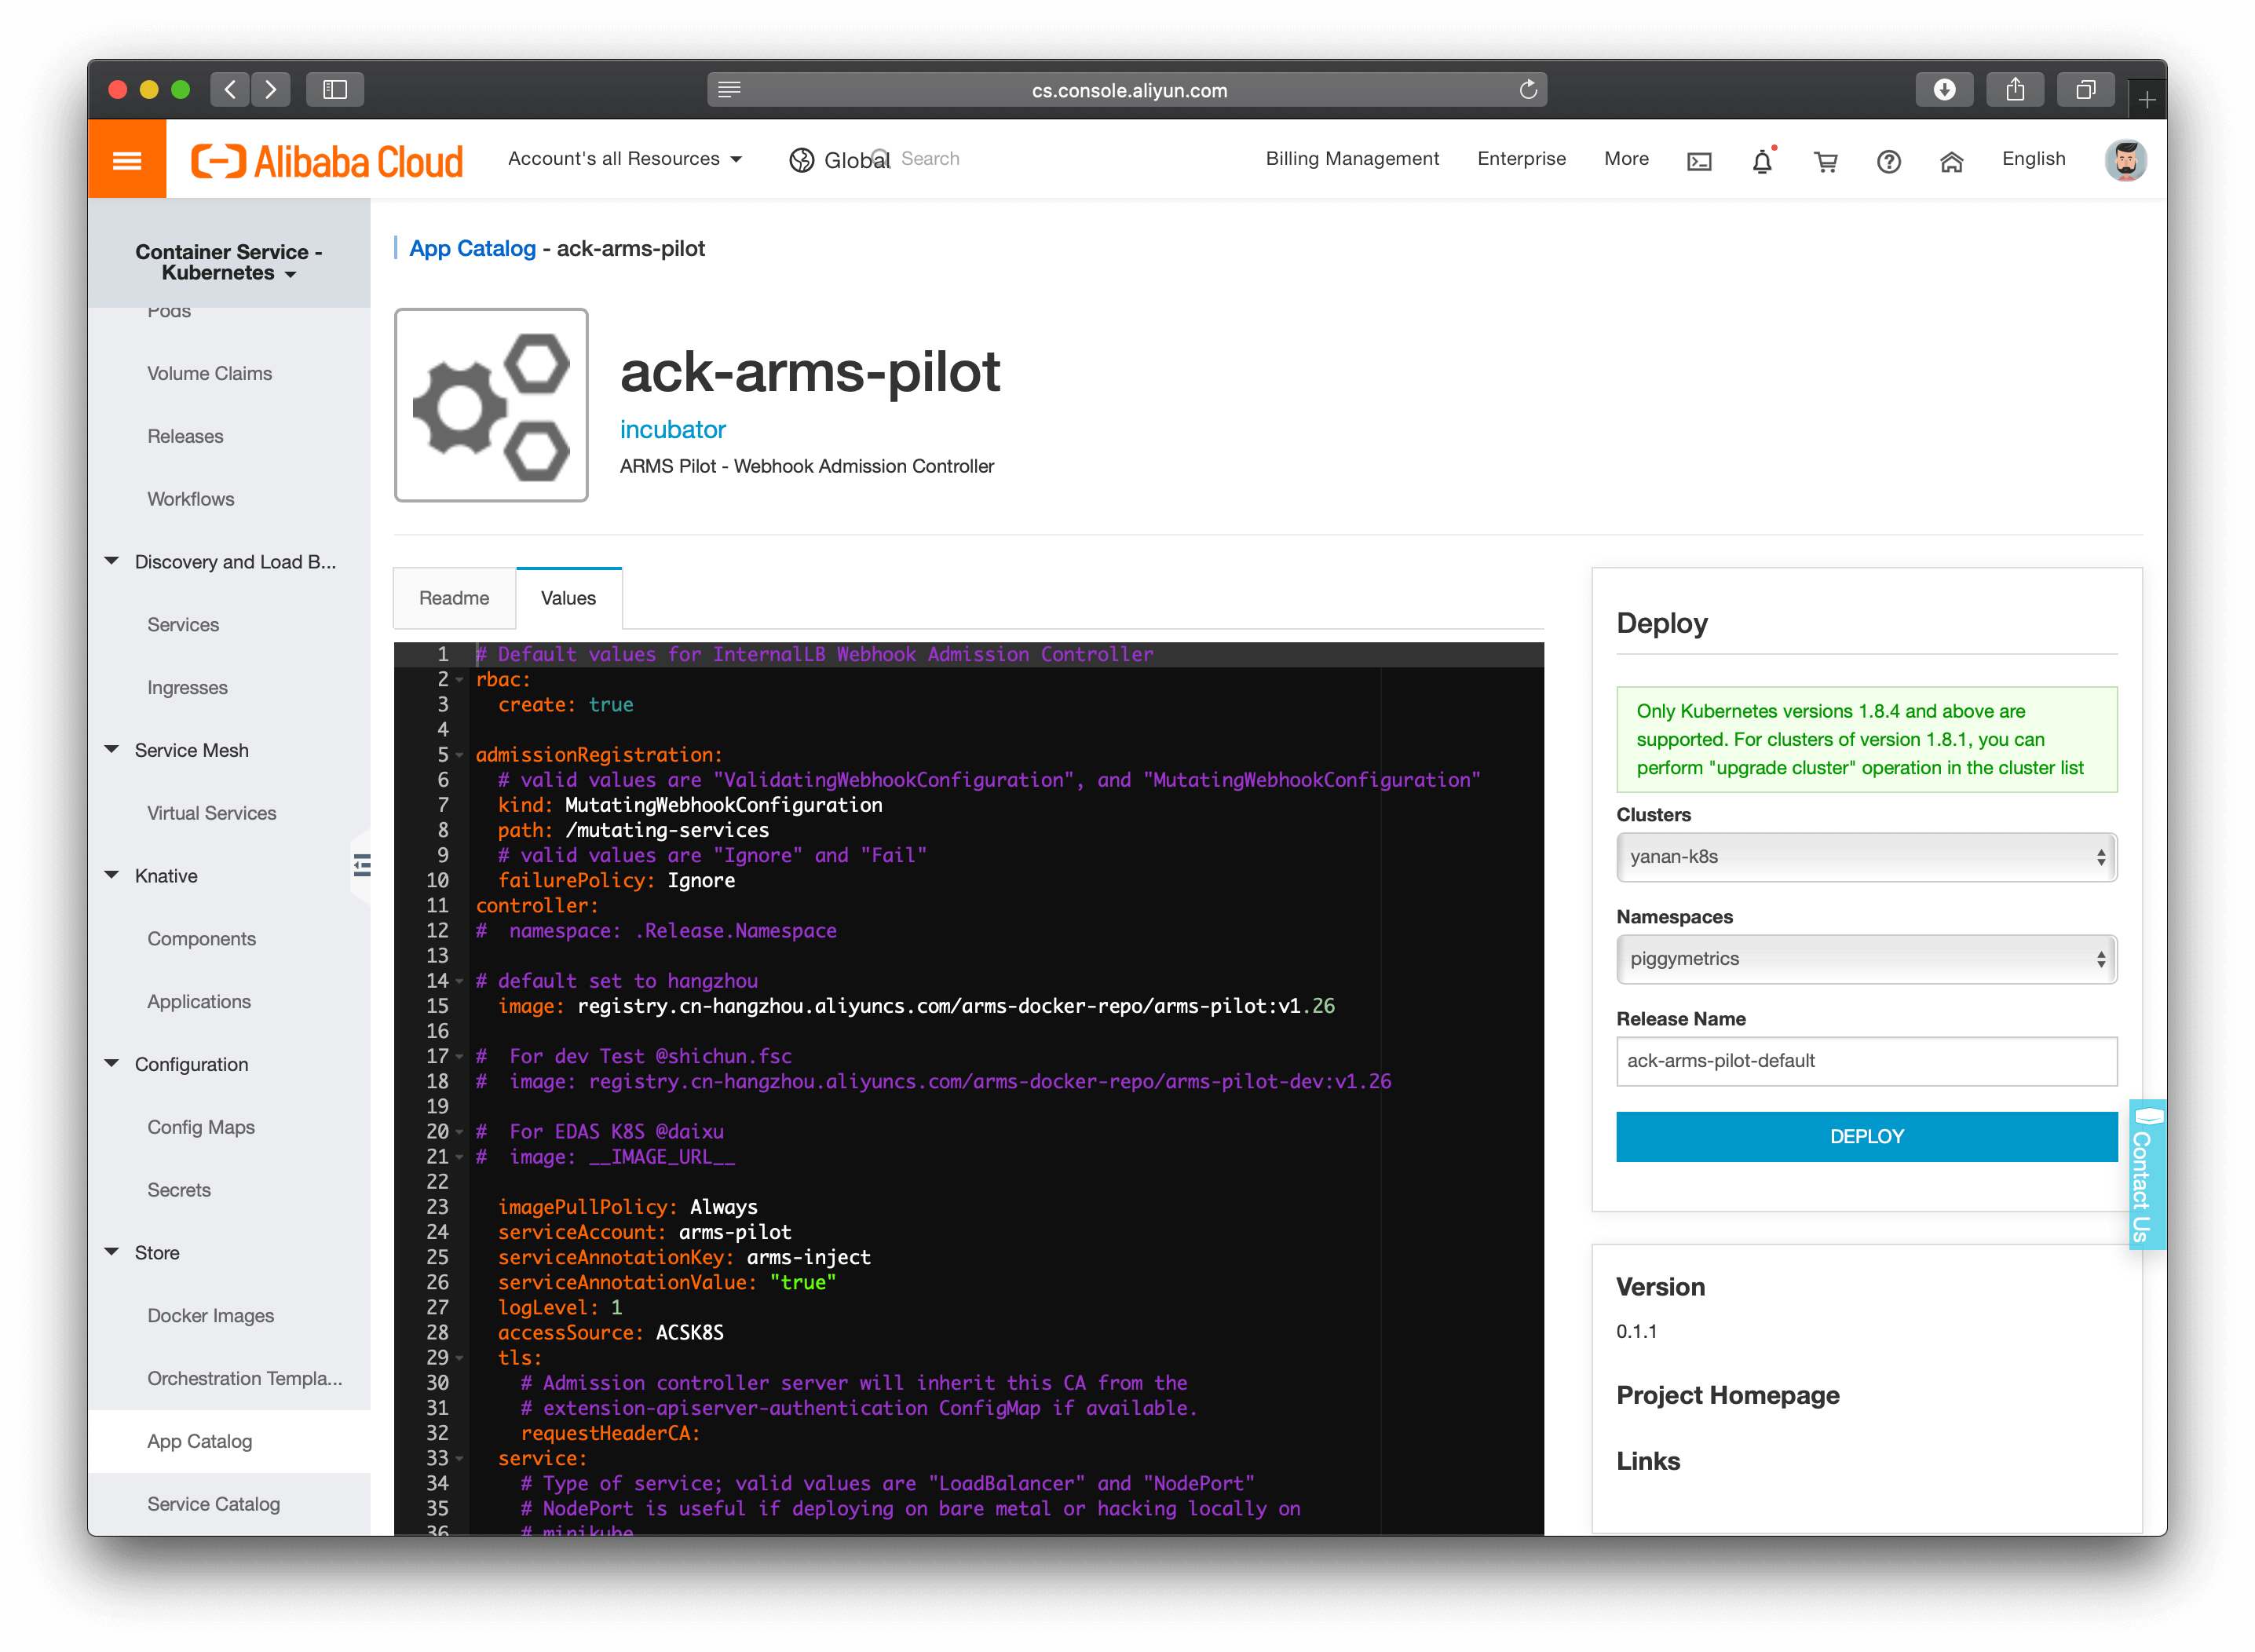 cs.console.aliyun.com
Alibaba Cloud
Account's all Resources
Global
Search
Billing Management
Enterprise
More
English
Container Service -
Kubernetes
Pods
Volume Claims
Releases
Workflows
Discovery and Load B...
Services
Ingresses
Service Mesh
Virtual Services
Knative
Components
Applications
Configuration
Config Maps
Secrets
Store
Docker Images
Orchestration Templa...
App Catalog
Service Catalog
App Catalog - ack-arms-pilot
ack-arms-pilot
incubator
ARMS Pilot - Webhook Admission Controller
Readme
Values
1 # Default values for InternalLB Webhook Admission Controller
2 rbac:
3 create: true
4
5 admissionRegistration:
6 # valid values are "ValidatingWebhookConfiguration", and "MutatingWebhookConfiguration"
7 kind: MutatingWebhookConfiguration
8 path: /mutating-services
9 # valid values are "Ignore" and "Fail"
10 failurePolicy: Ignore
11 controller:
12 # namespace: .Release.Namespace
13
14 # default set to hangzhou
15 image: registry.cn-hangzhou.aliyuncs.com/arms-docker-repo/arms-pilot:v1.26
16
17 # For dev Test @shichun.fsc
18 # image: registry.cn-hangzhou.aliyuncs.com/arms-docker-repo/arms-pilot-dev:v1.26
19
20 # For EDAS K8S @daixu
21 # image: __IMAGE_URL__
22
23 imagePullPolicy: Always
24 serviceAccount: arms-pilot
25 serviceAnnotationKey: arms-inject
26 serviceAnnotationValue: "true"
27 logLevel: 1
28 accessSource: ACSK8S
29 tls:
30 # Admission controller server will inherit this CA from the
31 # extension-apiserver-authentication ConfigMap if available.
32 requestHeaderCA:
33 service:
34 # Type of service; valid values are "LoadBalancer" and "NodePort"
35 # NodePort is useful if deploying on bare metal or hacking locally on
36 # minikube
Deploy
Only Kubernetes versions 1.8.4 and above are
supported. For clusters of version 1.8.1, you can
perform "upgrade cluster" operation in the cluster list
Clusters
yanan-k8s
Namespaces
piggymetrics
Release Name
ack-arms-pilot-default
DEPLOY
Contact Us
Version
0.1.1
Project Homepage
Links